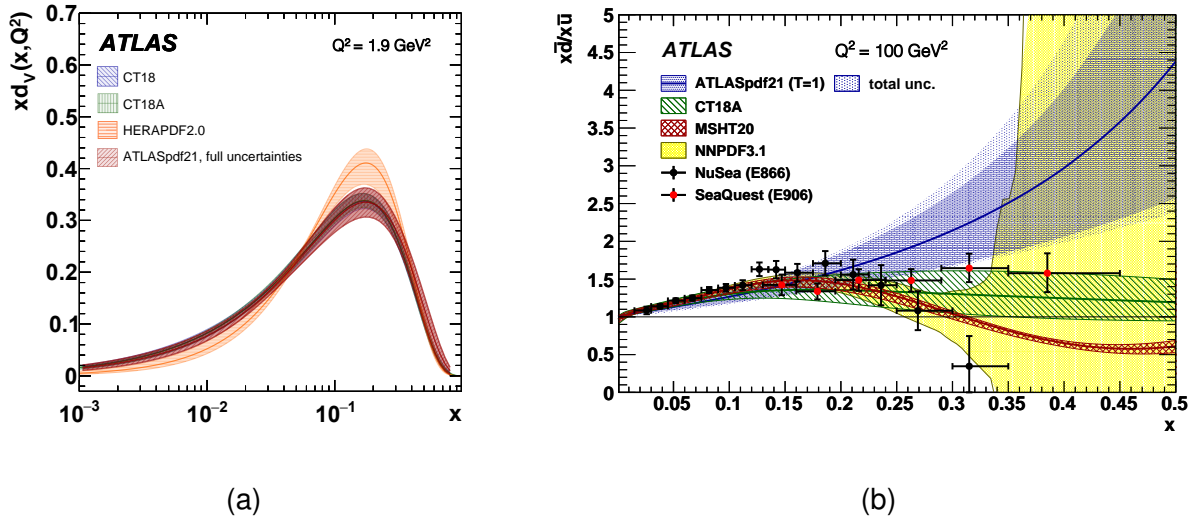 xd_V(x,Q²)
0.7
0.6
0.5
0.4
0.3
0.2
0.1
0
ATLAS
Q² = 1.9 GeV²
CT18
CT18A
HERAPDF2.0
ATLASpdf21, full uncertainties
10⁻³
10⁻²
10⁻¹
x
(a)
xd̅/xu̅
5
4.5
4
3.5
3
2.5
2
1.5
1
0.5
0
ATLAS
Q² = 100 GeV²
ATLASpdf21 (T=1)
total unc.
CT18A
MSHT20
NNPDF3.1
NuSea (E866)
SeaQuest (E906)
0.05
0.1
0.15
0.2
0.25
0.3
0.35
0.4
0.45
0.5
x
(b)